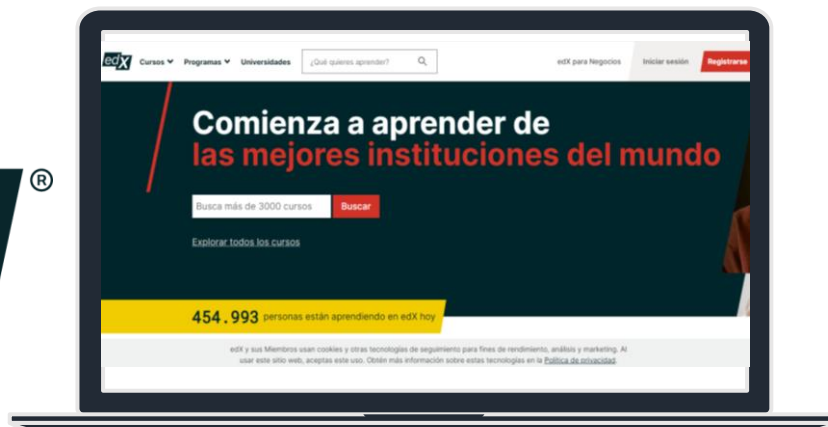 ®
edX Cursos Programas Universidades ¿Qué quieres aprender? edX para Negocios Iniciar sesión Registrarse
Comienza a aprender de
las mejores instituciones del mundo
Busca más de 3000 cursos Buscar
Explorar todos los cursos
454.993 personas están aprendiendo en edX hoy
edX y sus Miembros usan cookies y otras tecnologías de seguimiento para fines de rendimiento, análisis y marketing. Al
usar este sitio web, aceptas este uso. Obtén más información sobre estas tecnologías en la Política de privacidad.